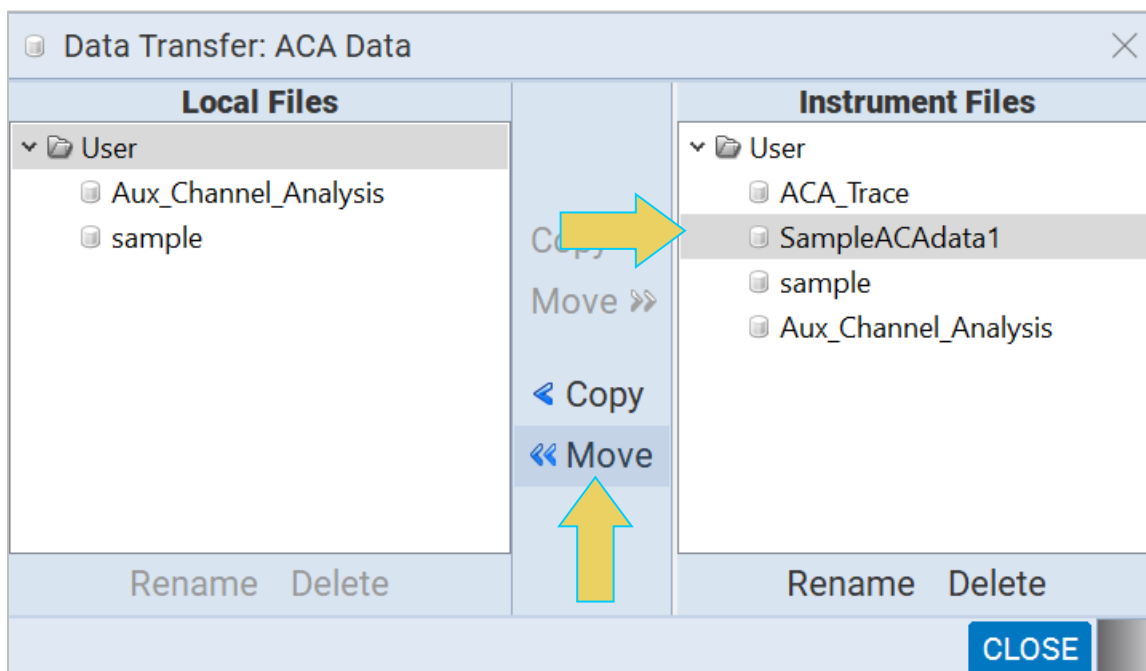 Data Transfer: ACA Data
Local Files
User
Aux_Channel_Analysis
sample
Move
Copy
Move
Instrument Files
User
ACA_Trace
SampleACAdata1
sample
Aux_Channel_Analysis
Rename Delete
Rename Delete
CLOSE